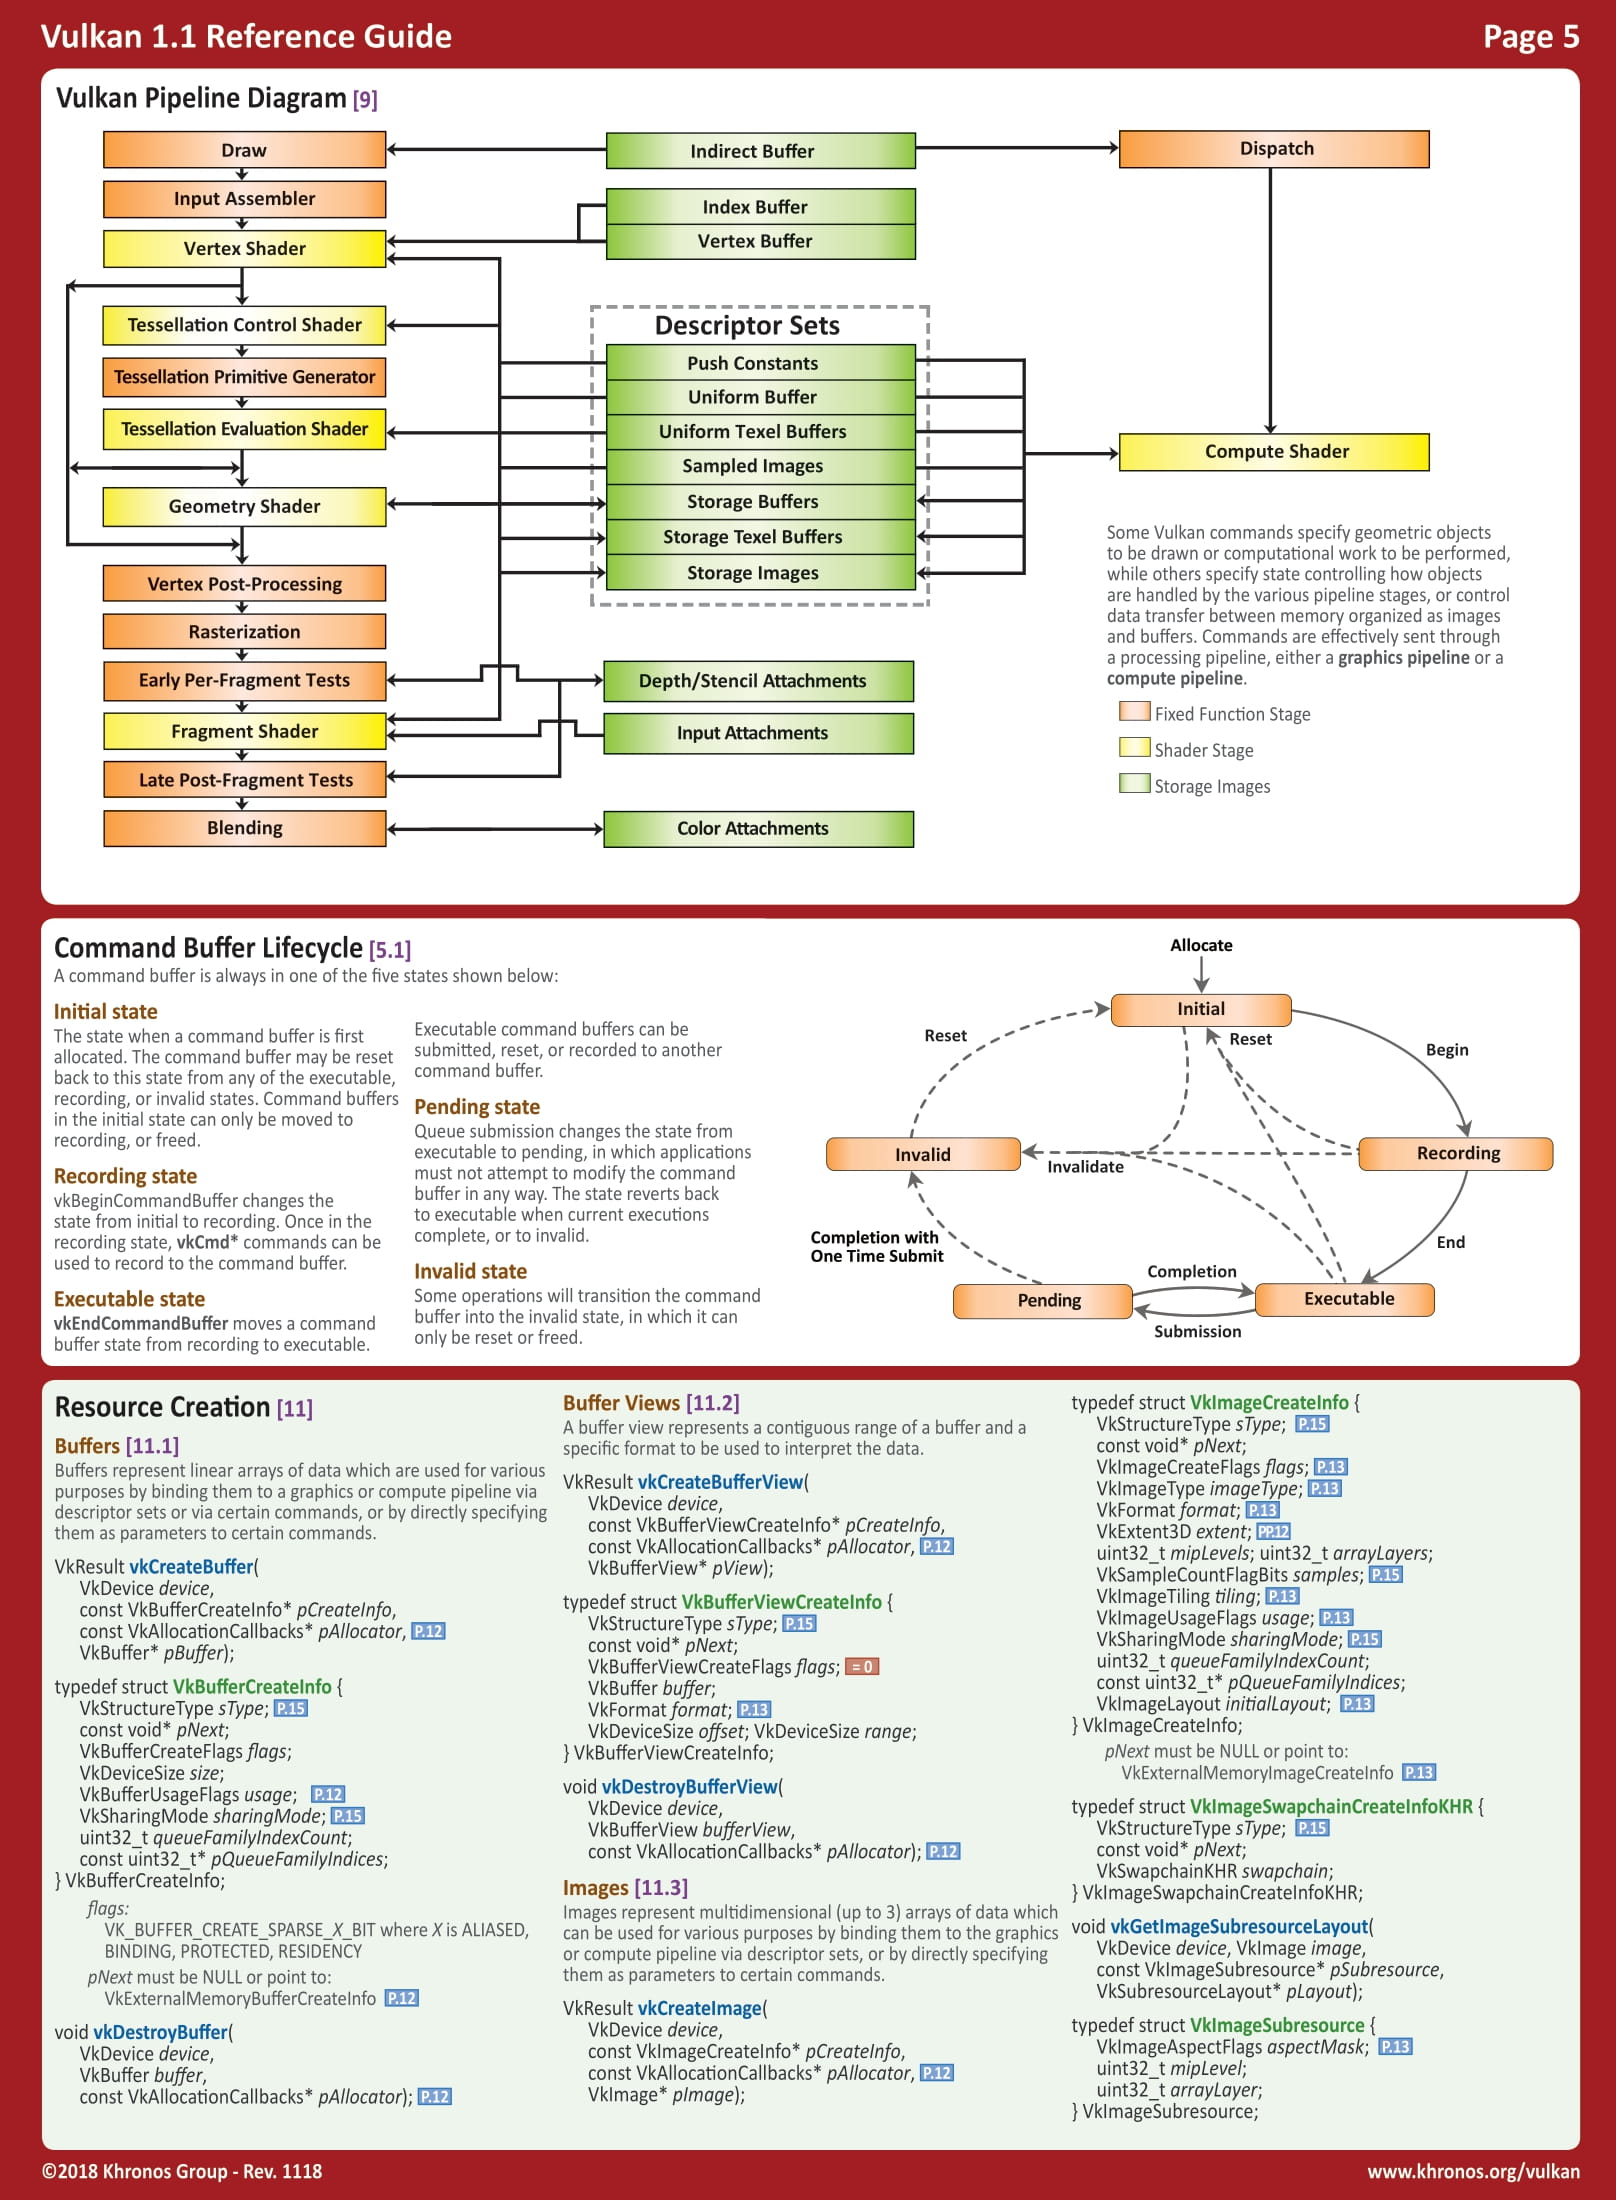 Vulkan 1.1 Reference Guide
Page 5
Vulkan Pipeline Diagram [9]
Draw
Input Assembler
Vertex Shader
Tessellation Control Shader
Tessellation Primitive Generator
Tessellation Evaluation Shader
Geometry Shader
Vertex Post-Processing
Rasterization
Early Per-Fragment Tests
Fragment Shader
Late Post-Fragment Tests
Blending
Indirect Buffer
Index Buffer
Vertex Buffer
Descriptor Sets
Push Constants
Uniform Buffer
Uniform Texel Buffers
Sampled Images
Storage Buffers
Storage Texel Buffers
Storage Images
Depth/Stencil Attachments
Input Attachments
Color Attachments
Dispatch
Compute Shader
Some Vulkan commands specify geometric objects
to be drawn or computational work to be performed,
while others specify state controlling how objects
are handled by the various pipeline stages, or control
data transfer between memory organized as images
and buffers. Commands are effectively sent through
a processing pipeline, either a graphics pipeline or a
compute pipeline.
Fixed Function Stage
Shader Stage
Storage Images
Command Buffer Lifecycle [5.1]
A command buffer is always in one of the five states shown below:
Initial state
The state when a command buffer is first
allocated. The command buffer may be reset
back to this state from any of the executable,
recording, or invalid states. Command buffers
in the initial state can only be moved to
recording, or freed.
Recording state
vkBeginCommandBuffer changes the
state from initial to recording. Once in the
recording state, vkCmd* commands can be
used to record to the command buffer.
Executable state
vkEndCommandBuffer moves a command
buffer state from recording to executable.
Executable command buffers can be
submitted, reset, or recorded to another
command buffer.
Pending state
Queue submission changes the state from
executable to pending, in which applications
must not attempt to modify the command
buffer in any way. The state reverts back
to executable when current executions
complete, or to invalid.
Invalid state
Some operations will transition the command
buffer into the invalid state, in which it can
only be reset or freed.
Allocate
Initial
Reset
Reset
Begin
Invalid
Invalidate
Recording
Completion with
One Time Submit
End
Completion
Pending
Executable
Submission
Resource Creation [11]
Buffers [11.1]
Buffers represent linear arrays of data which are used for various
purposes by binding them to a graphics or compute pipeline via
descriptor sets or via certain commands, or by directly specifying
them as parameters to certain commands.
VkResult vkCreateBuffer(
VkDevice device,
const VkBufferCreateInfo* pCreateInfo,
const VkAllocationCallbacks* pAllocator, P.12
VkBuffer* pBuffer);
typedef struct VkBufferCreateInfo {
VkStructureType sType; P.15
const void* pNext;
VkBufferCreateFlags flags;
VkDeviceSize size;
VkBufferUsageFlags usage; P.12
VkSharingMode sharingMode; P.15
uint32_t queueFamilyIndexCount;
const uint32_t* pQueueFamilyIndices;
} VkBufferCreateInfo;
flags:
VK_BUFFER_CREATE_SPARSE_X_BIT where X is ALIASED,
BINDING, PROTECTED, RESIDENCY
pNext must be NULL or point to:
VkExternalMemoryBufferCreateInfo P.12
void vkDestroyBuffer(
VkDevice device,
VkBuffer buffer,
const VkAllocationCallbacks* pAllocator); P.12
Buffer Views [11.2]
A buffer view represents a contiguous range of a buffer and a
specific format to be used to interpret the data.
VkResult vkCreateBufferView(
VkDevice device,
const VkBufferViewCreateInfo* pCreateInfo,
const VkAllocationCallbacks* pAllocator, P.12
VkBufferView* pView);
typedef struct VkBufferViewCreateInfo {
VkStructureType sType; P.15
const void* pNext;
VkBufferViewCreateFlags flags; = 0
VkBuffer buffer;
VkFormat format; P.13
VkDeviceSize offset; VkDeviceSize range;
} VkBufferViewCreateInfo;
void vkDestroyBufferView(
VkDevice device,
VkBufferView bufferView,
const VkAllocationCallbacks* pAllocator); P.12
Images [11.3]
Images represent multidimensional (up to 3) arrays of data which
can be used for various purposes by binding them to the graphics
or compute pipeline via descriptor sets, or by directly specifying
them as parameters to certain commands.
VkResult vkCreateImage(
VkDevice device,
const VkImageCreateInfo* pCreateInfo,
const VkAllocationCallbacks* pAllocator, P.12
VkImage* pImage);
typedef struct VkImageCreateInfo {
VkStructureType sType; P.15
const void* pNext;
VkImageCreateFlags flags; P.13
VkImageType imageType; P.13
VkFormat format; P.13
VkExtent3D extent; PP.12
uint32_t mipLevels; uint32_t arrayLayers;
VkSampleCountFlagBits samples; P.15
VkImageTiling tiling; P.13
VkImageUsageFlags usage; P.13
VkSharingMode sharingMode; P.15
uint32_t queueFamilyIndexCount;
const uint32_t* pQueueFamilyIndices;
VkImageLayout initialLayout; P.13
} VkImageCreateInfo;
pNext must be NULL or point to:
VkExternalMemoryImageCreateInfo P.13
typedef struct VkImageSwapchainCreateInfoKHR {
VkStructureType sType; P.15
const void* pNext;
VkSwapchainKHR swapchain;
} VkImageSwapchainCreateInfoKHR;
void vkGetImageSubresourceLayout(
VkDevice device, VkImage image,
const VkImageSubresource* pSubresource,
VkSubresourceLayout* pLayout);
typedef struct VkImageSubresource {
VkImageAspectFlags aspectMask; P.13
uint32_t mipLevel;
uint32_t arrayLayer;
} VkImageSubresource;
©2018 Khronos Group - Rev. 1118
www.khronos.org/vulkan